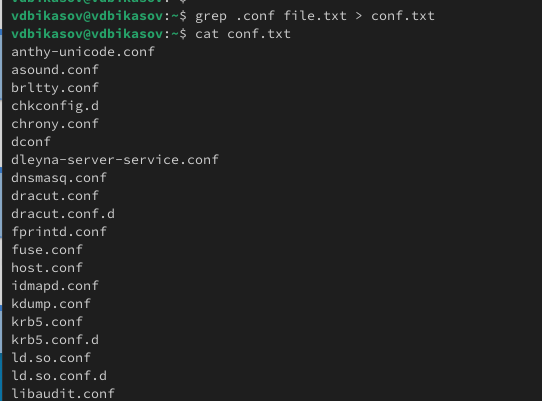 vdbikasov@vdbikasov:~$ grep .conf file.txt > conf.txt
vdbikasov@vdbikasov:~$ cat conf.txt
anthy-unicode.conf
asound.conf
brltty.conf
chkconfig.d
chrony.conf
dconf
dleyna-server-service.conf
dnsmasq.conf
dracut.conf
dracut.conf.d
fprintd.conf
fuse.conf
host.conf
idmapd.conf
kdump.conf
krb5.conf
krb5.conf.d
ld.so.conf
ld.so.conf.d
libaudit.conf